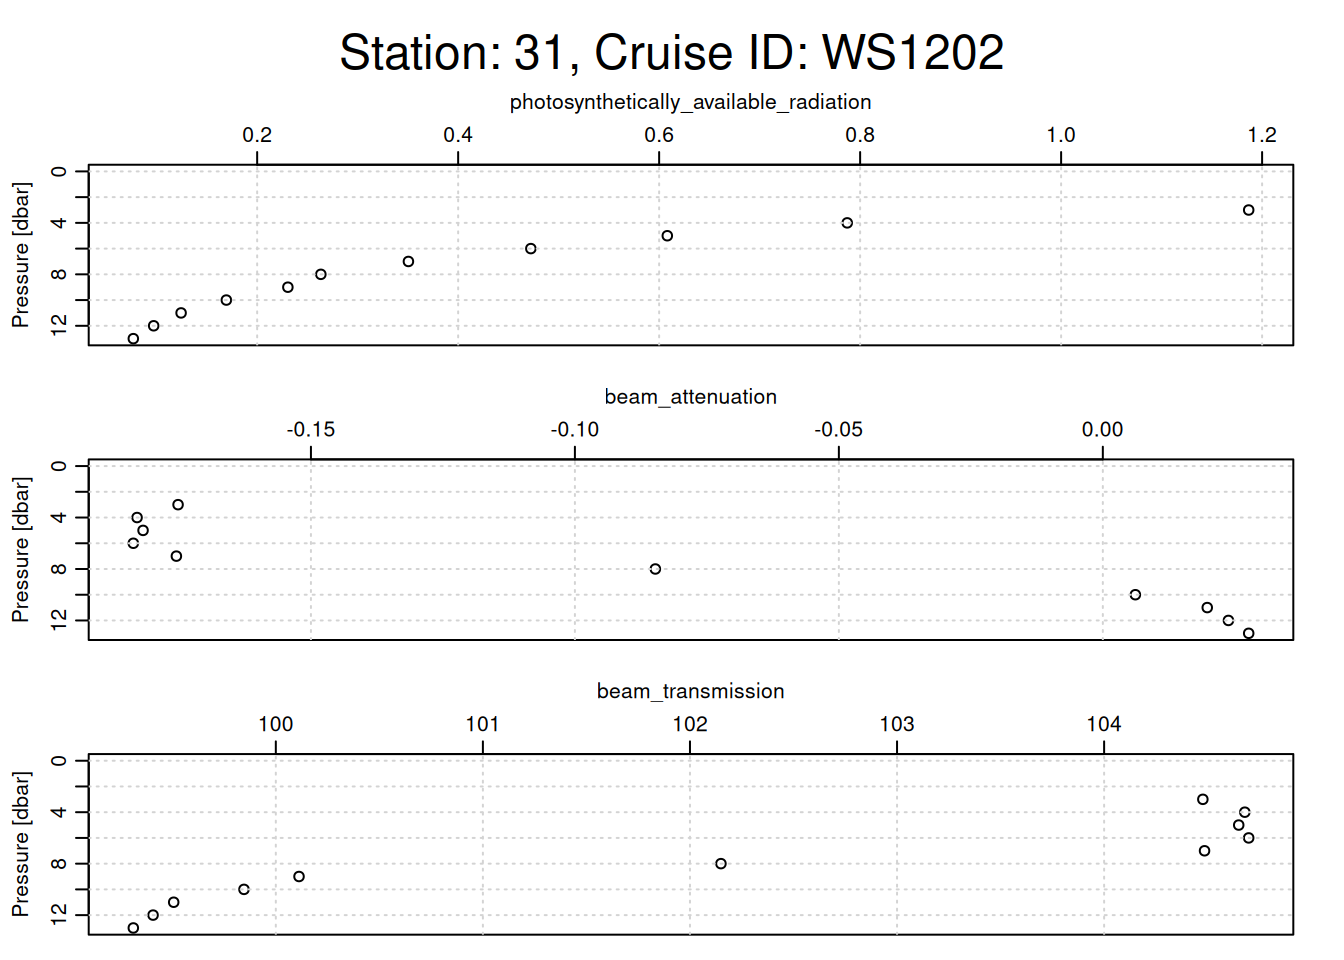 Station: 31, Cruise ID: WS1202
photosynthetically_available_radiation
0.2 0.4 0.6 0.8 1.0 1.2
Pressure [dbar]
0
4
8
12
beam_attenuation
-0.15 -0.10 -0.05 0.00
Pressure [dbar]
0
4
8
12
beam_transmission
100 101 102 103 104
Pressure [dbar]
0
4
8
12